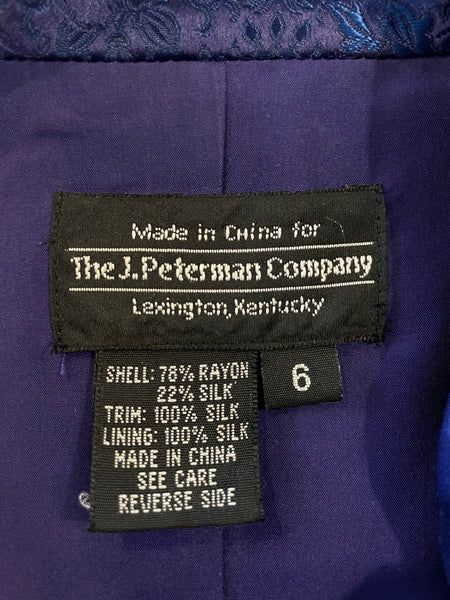 Made in China for
The J. Peterman Company
Lexington, Kentucky
6
SHELL: 78% RAYON
22% SILK
TRIM: 100% SILK
LINING: 100% SILK
MADE IN CHINA
SEE CARE
REVERSE SIDE